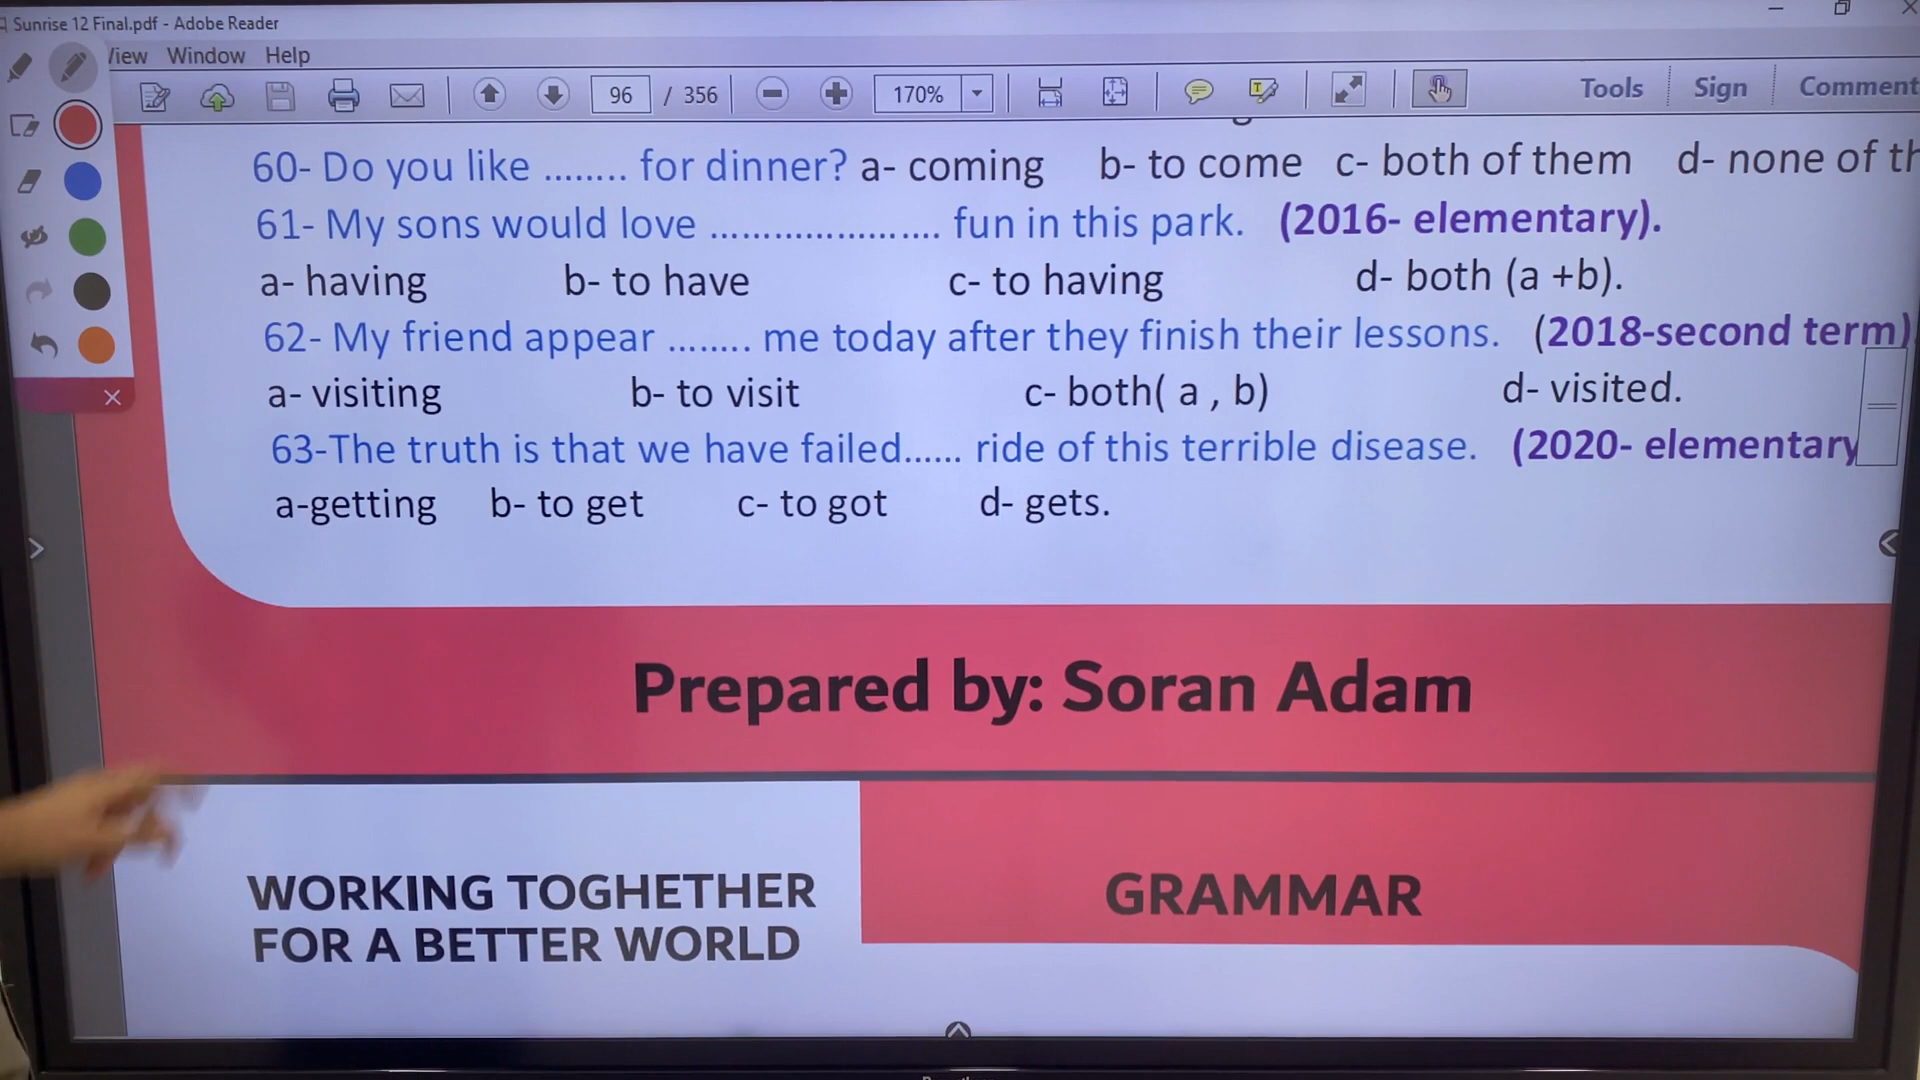 Sunrise 12 Final.pdf - Adobe Reader
View Window Help
96 / 356 170% Tools Sign Comment
60- Do you like ........ for dinner? a- coming b- to come c- both of them d- none of th
61- My sons would love ...................... fun in this park. (2016- elementary).
a- having b- to have c- to having d- both (a +b).
62- My friend appear ........ me today after they finish their lessons. (2018-second term)
a- visiting b- to visit c- both( a , b) d- visited.
63-The truth is that we have failed...... ride of this terrible disease. (2020- elementary
a-getting b- to get c- to got d- gets.
Prepared by: Soran Adam
WORKING TOGHETHER
FOR A BETTER WORLD
GRAMMAR